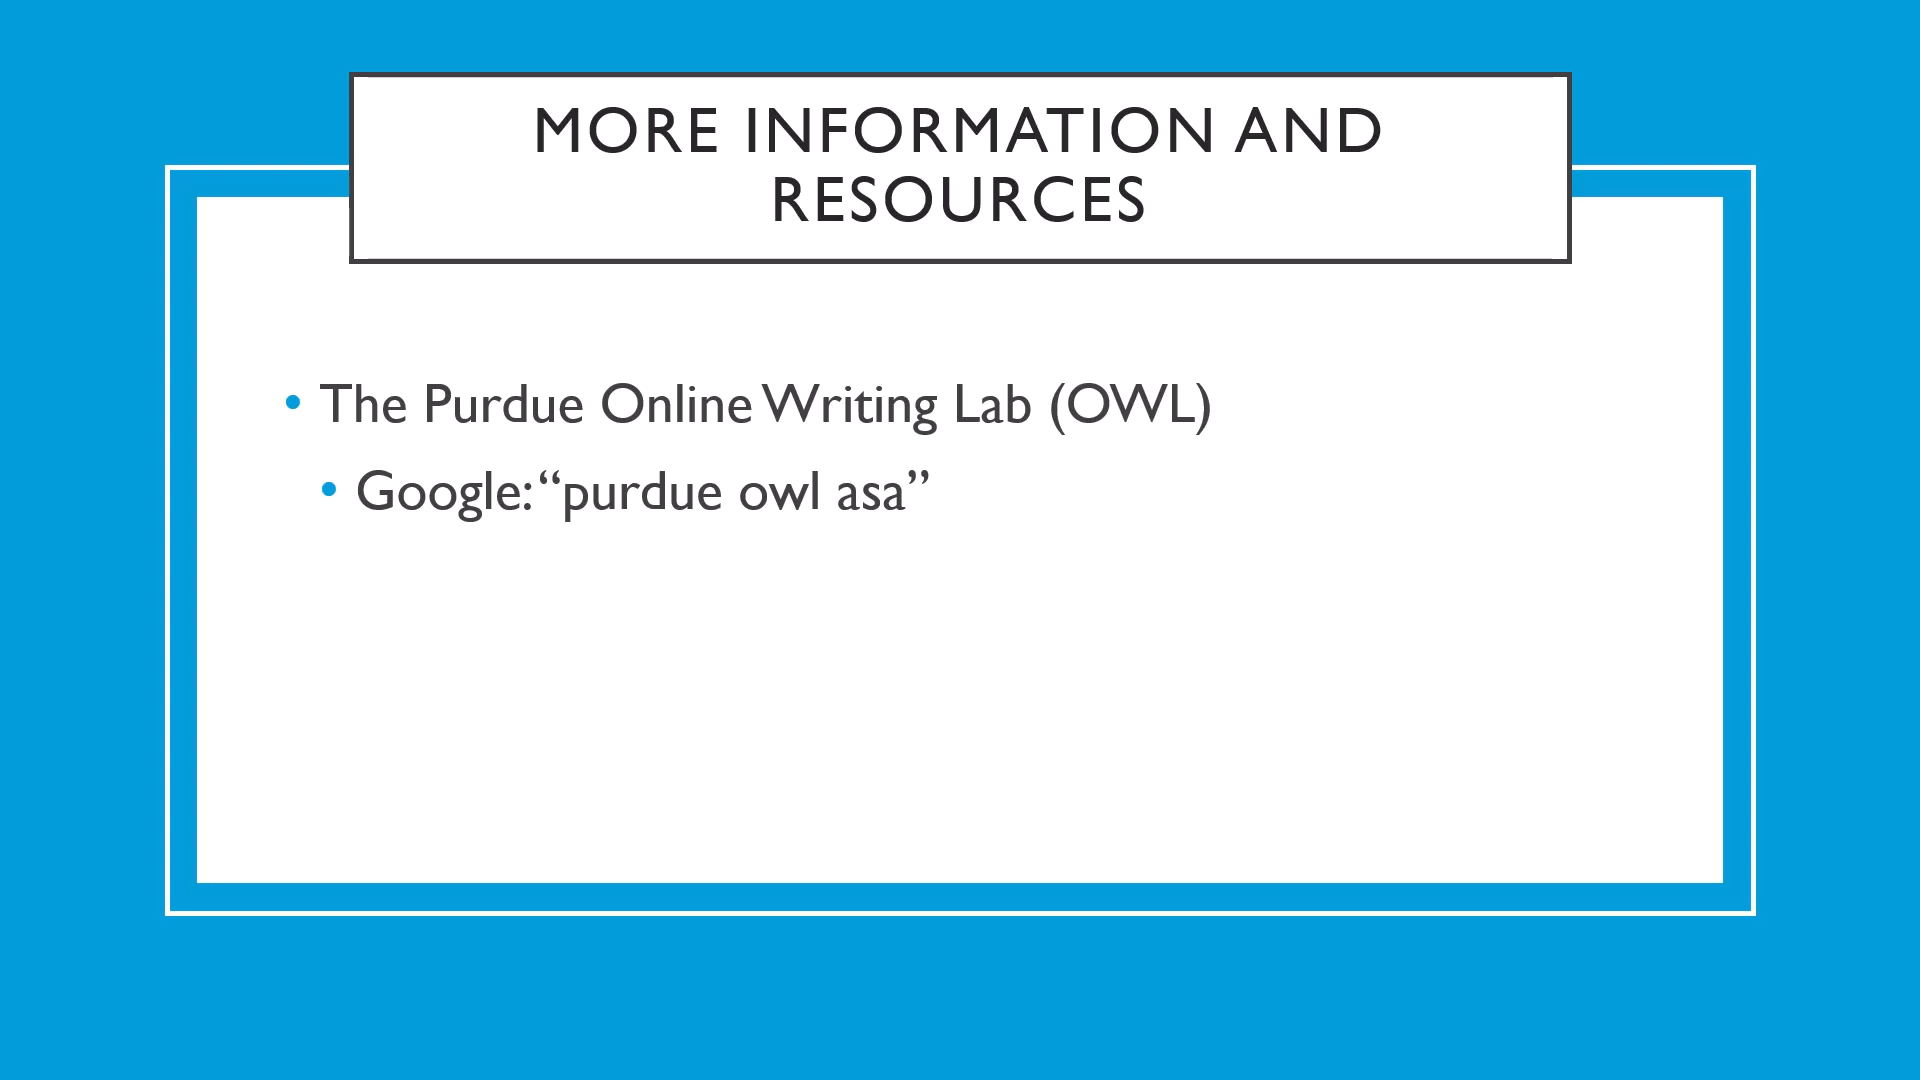 MORE INFORMATION AND
RESOURCES
• The Purdue Online Writing Lab (OWL)
• Google: “purdue owl asa”